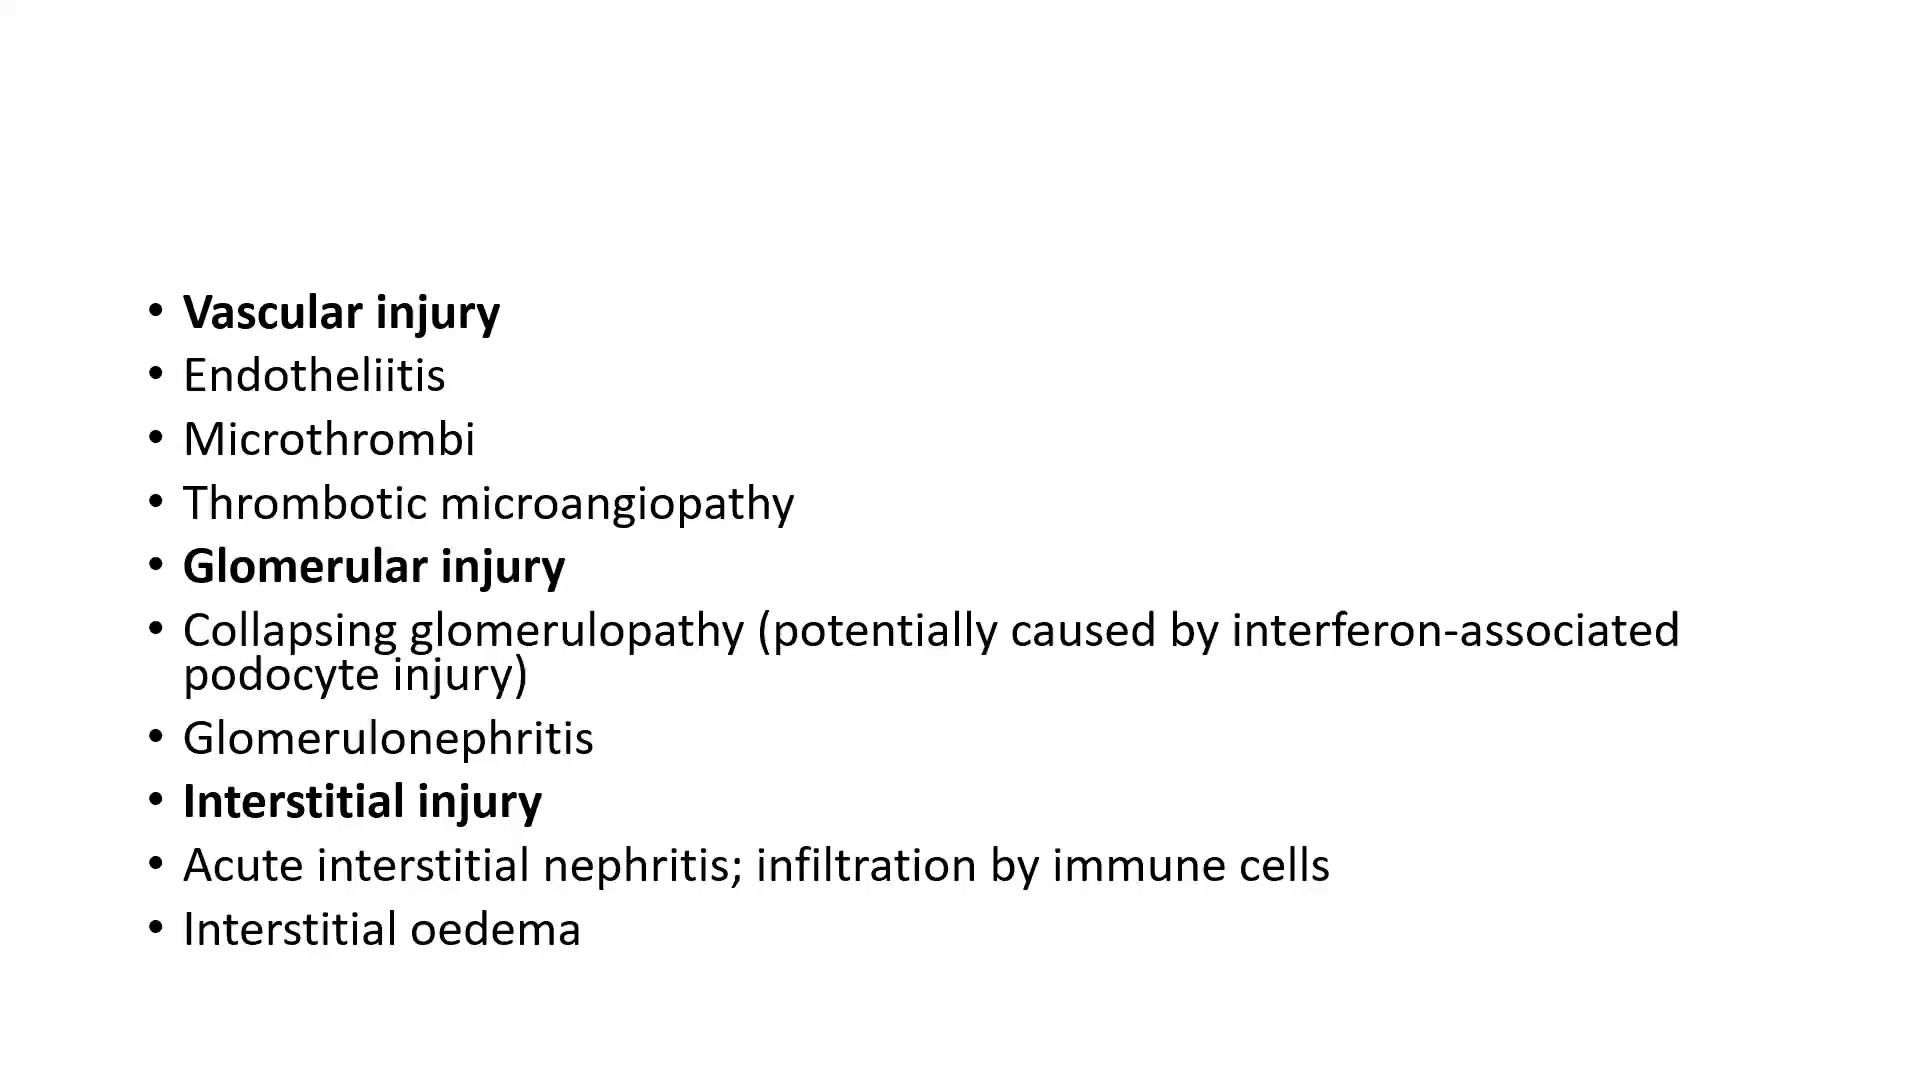 • Vascular injury
• Endotheliitis
• Microthrombi
• Thrombotic microangiopathy
• Glomerular injury
• Collapsing glomerulopathy (potentially caused by interferon-associated
podocyte injury)
• Glomerulonephritis
• Interstitial injury
• Acute interstitial nephritis; infiltration by immune cells
• Interstitial oedema